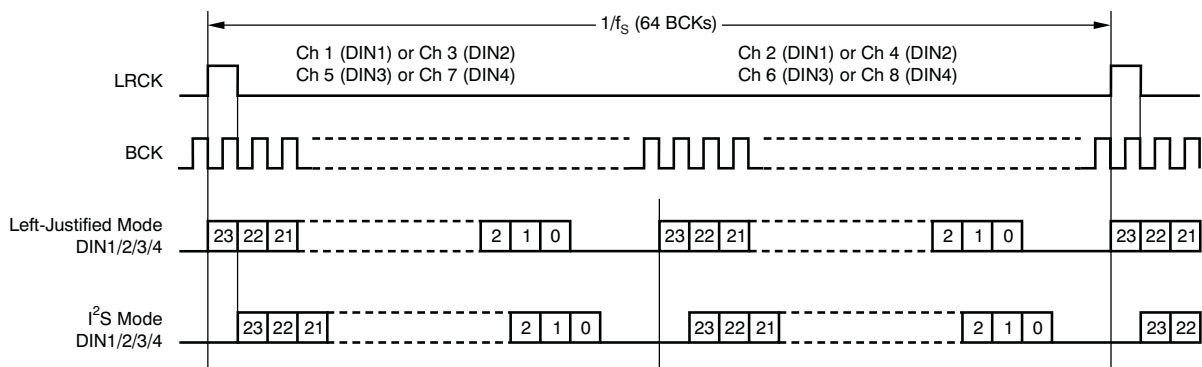 1/fS (64 BCKs)
Ch 1 (DIN1) or Ch 3 (DIN2)
Ch 5 (DIN3) or Ch 7 (DIN4)
Ch 2 (DIN1) or Ch 4 (DIN2)
Ch 6 (DIN3) or Ch 8 (DIN4)
LRCK
BCK
Left-Justified Mode
DIN1/2/3/4
23 22 21 2 1 0 23 22 21 2 1 0 23 22 21
I2S Mode
DIN1/2/3/4
23 22 21 2 1 0 23 22 21 2 1 0 23 22